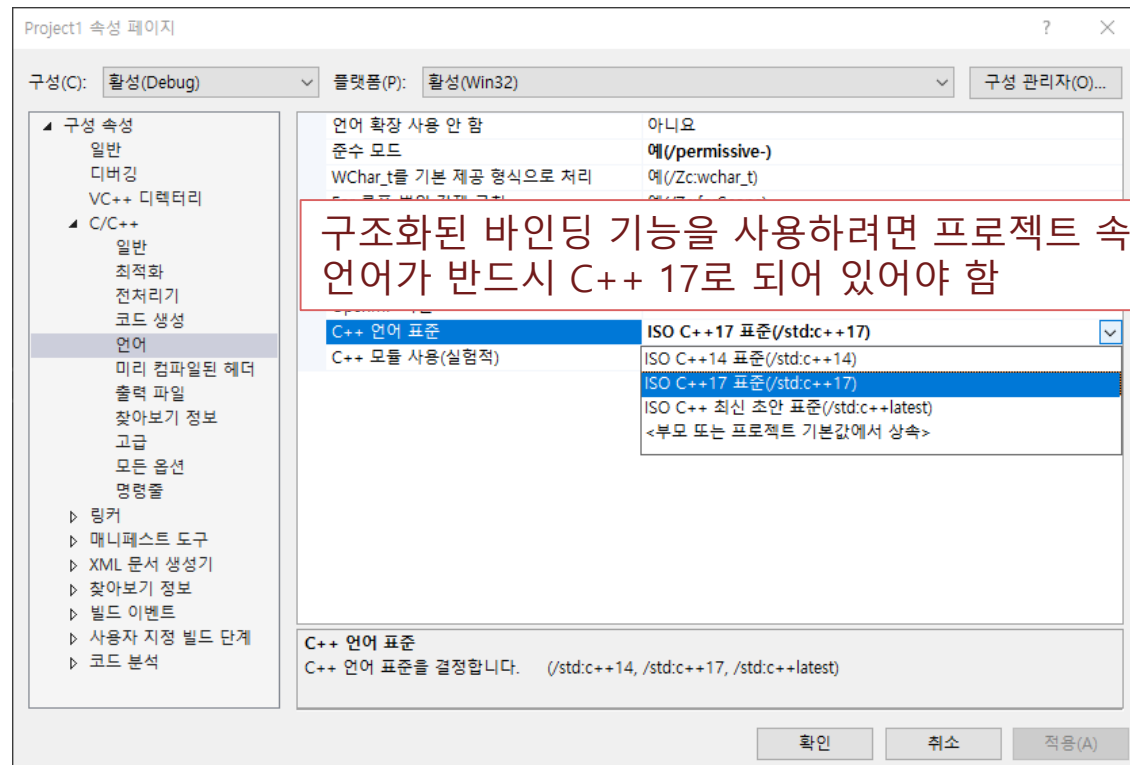 Project1 속성 페이지
구성(C): 활성(Debug) 플랫폼(P): 활성(Win32) 구성 관리자(O)...
구성 속성
일반
디버깅
VC++ 디렉터리
C/C++
일반
최적화
전처리기
코드 생성
언어
미리 컴파일된 헤더
출력 파일
찾아보기 정보
고급
모든 옵션
명령줄
링커
매니페스트 도구
XML 문서 생성기
찾아보기 정보
빌드 이벤트
사용자 지정 빌드 단계
코드 분석
언어 확장 사용 안 함 아니요
준수 모드 예(/permissive-)
WChar_t를 기본 제공 형식으로 처리 예(/Zc:wchar_t)
구조화된 바인딩 기능을 사용하려면 프로젝트 속
언어가 반드시 C++ 17로 되어 있어야 함
C++ 언어 표준 ISO C++17 표준(/std:c++17)
C++ 모듈 사용(실험적)
ISO C++14 표준(/std:c++14)
ISO C++17 표준(/std:c++17)
ISO C++ 최신 초안 표준(/std:c++latest)
<부모 또는 프로젝트 기본값에서 상속>
C++ 언어 표준
C++ 언어 표준을 결정합니다. (/std:c++14, /std:c++17, /std:c++latest)
확인 취소 적용(A)